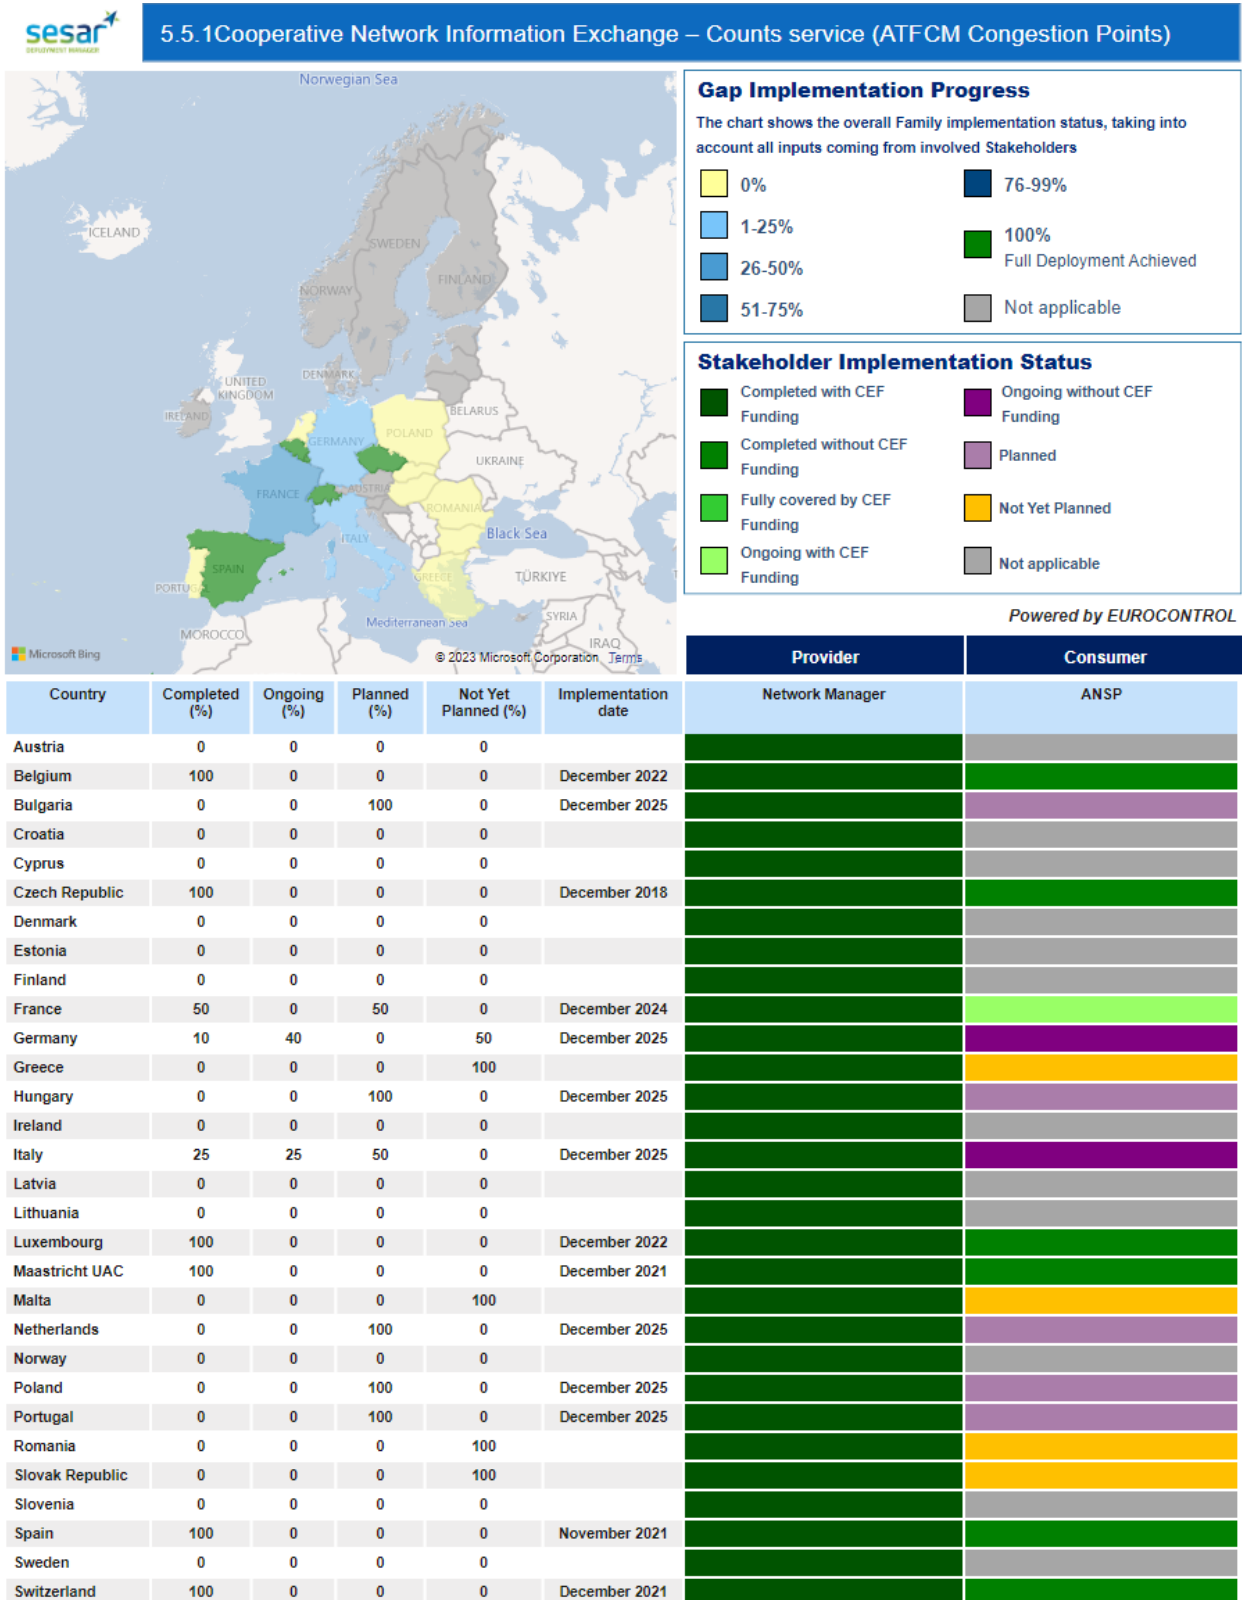 sesar
DEPLOYMENT MANAGER
5.5.1Cooperative Network Information Exchange – Counts service (ATFCM Congestion Points)
Norwegian Sea
ICELAND
SWEDEN
FINLAND
NORWAY
DENMARK
UNITED
KINGDOM
IRELAND
BELARUS
GERMANY
POLAND
UKRAINE
FRANCE
AUSTRIA
ROMANIA
ITALY
Black Sea
SPAIN
GREECE
TÜRKIYE
PORTUGAL
Mediterranean Sea
SYRIA
MOROCCO
IRAQ
Microsoft Bing
© 2023 Microsoft Corporation Terms
Gap Implementation Progress
The chart shows the overall Family implementation status, taking into
account all inputs coming from involved Stakeholders
0%
76-99%
1-25%
100%
Full Deployment Achieved
26-50%
51-75%
Not applicable
Stakeholder Implementation Status
Completed with CEF
Funding
Ongoing without CEF
Funding
Completed without CEF
Funding
Planned
Fully covered by CEF
Funding
Not Yet Planned
Ongoing with CEF
Funding
Not applicable
Powered by EUROCONTROL
Provider Consumer
Country Completed (%) Ongoing (%) Planned (%) Not Yet Planned (%) Implementation date Network Manager ANSP
Austria 0 0 0 0
Belgium 100 0 0 0 December 2022
Bulgaria 0 0 100 0 December 2025
Croatia 0 0 0 0
Cyprus 0 0 0 0
Czech Republic 100 0 0 0 December 2018
Denmark 0 0 0 0
Estonia 0 0 0 0
Finland 0 0 0 0
France 50 0 50 0 December 2024
Germany 10 40 0 50 December 2025
Greece 0 0 0 100
Hungary 0 0 100 0 December 2025
Ireland 0 0 0 0
Italy 25 25 50 0 December 2025
Latvia 0 0 0 0
Lithuania 0 0 0 0
Luxembourg 100 0 0 0 December 2022
Maastricht UAC 100 0 0 0 December 2021
Malta 0 0 0 100
Netherlands 0 0 100 0 December 2025
Norway 0 0 0 0
Poland 0 0 100 0 December 2025
Portugal 0 0 100 0 December 2025
Romania 0 0 0 100
Slovak Republic 0 0 0 100
Slovenia 0 0 0 0
Spain 100 0 0 0 November 2021
Sweden 0 0 0 0
Switzerland 100 0 0 0 December 2021